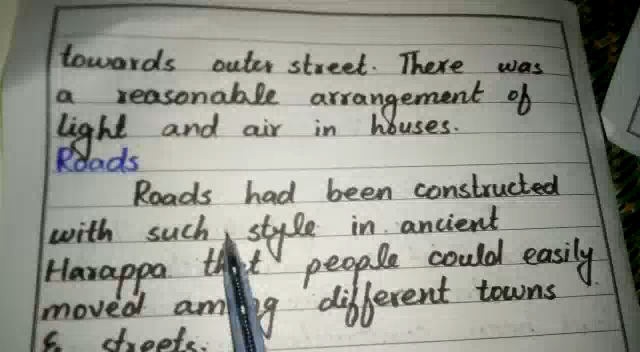 towards outer street. There was
a reasonable arrangement of
light and air in houses.
Roads
Roads had been constructed
with such style in ancient
Harappa that people could easily
moved among different towns
& streets.